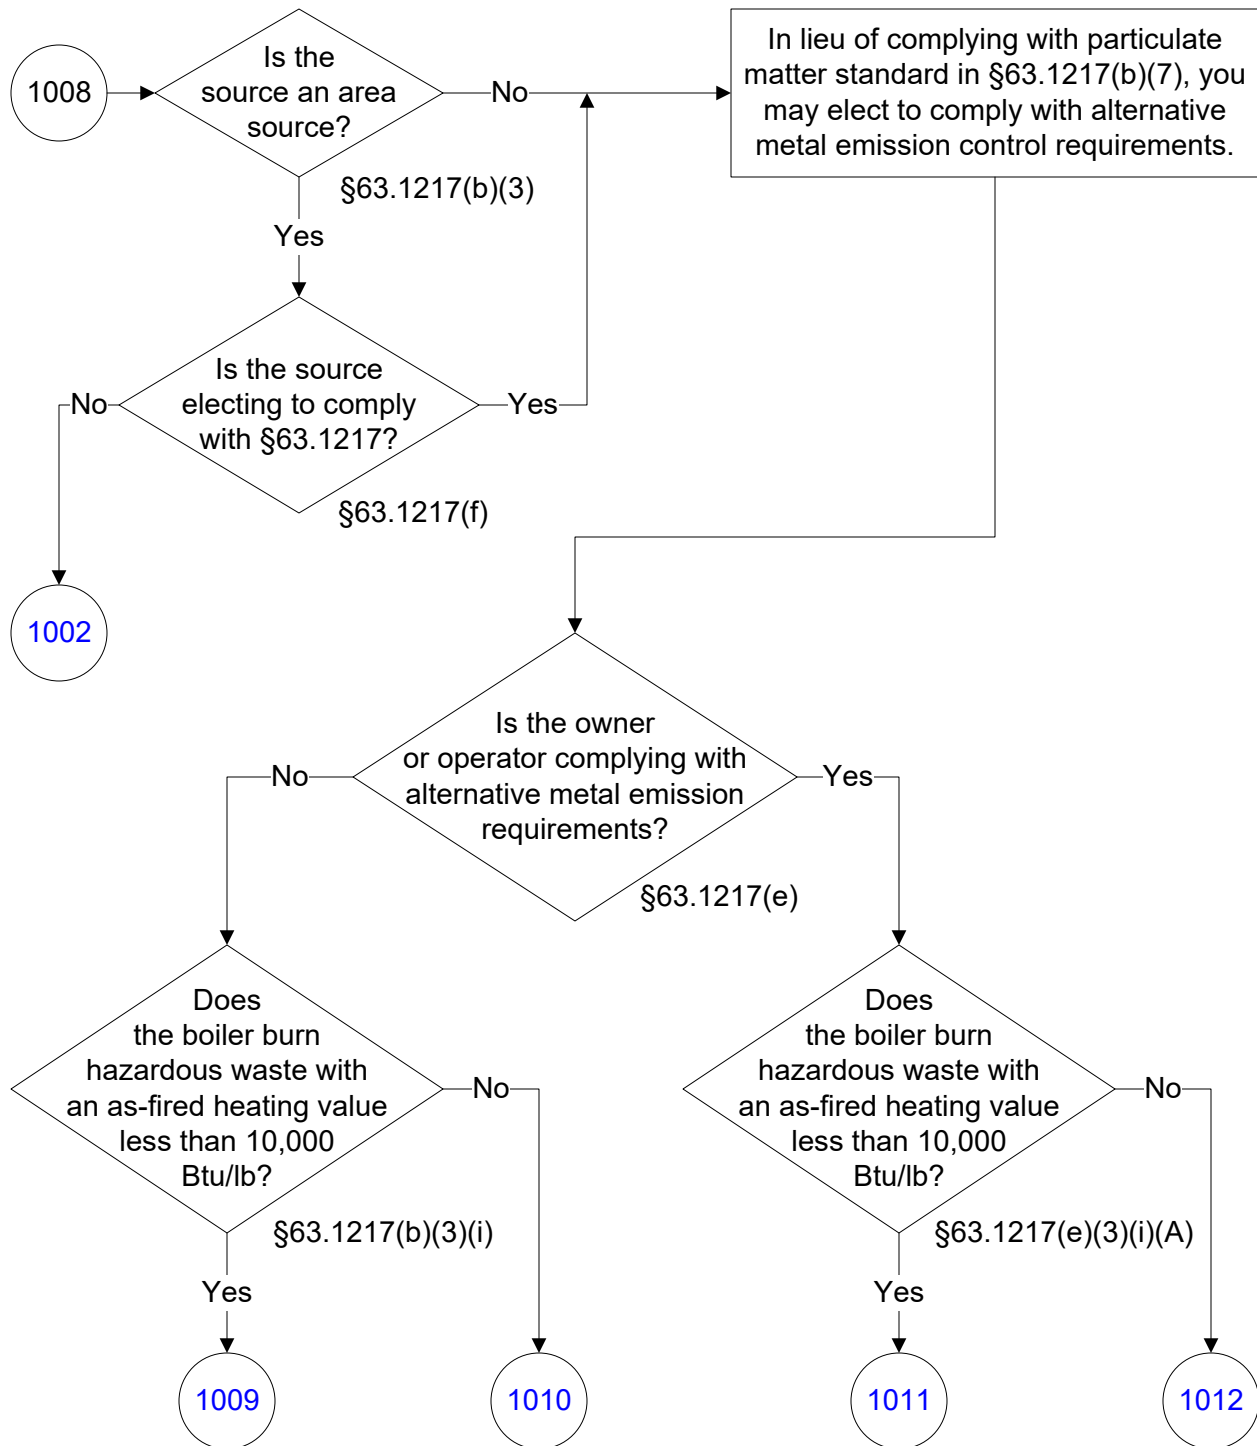 1008
Is the
source an area
source?
No
In lieu of complying with particulate
matter standard in §63.1217(b)(7), you
may elect to comply with alternative
metal emission control requirements.
§63.1217(b)(3)
Yes
Is the source
electing to comply
with §63.1217?
No
Yes
§63.1217(f)
1002
Is the owner
or operator complying with
alternative metal emission
requirements?
No
Yes
§63.1217(e)
Does
the boiler burn
hazardous waste with
an as-fired heating value
less than 10,000
Btu/lb?
No
§63.1217(b)(3)(i)
Yes
Does
the boiler burn
hazardous waste with
an as-fired heating value
less than 10,000
Btu/lb?
No
§63.1217(e)(3)(i)(A)
Yes
1009
1010
1011
1012